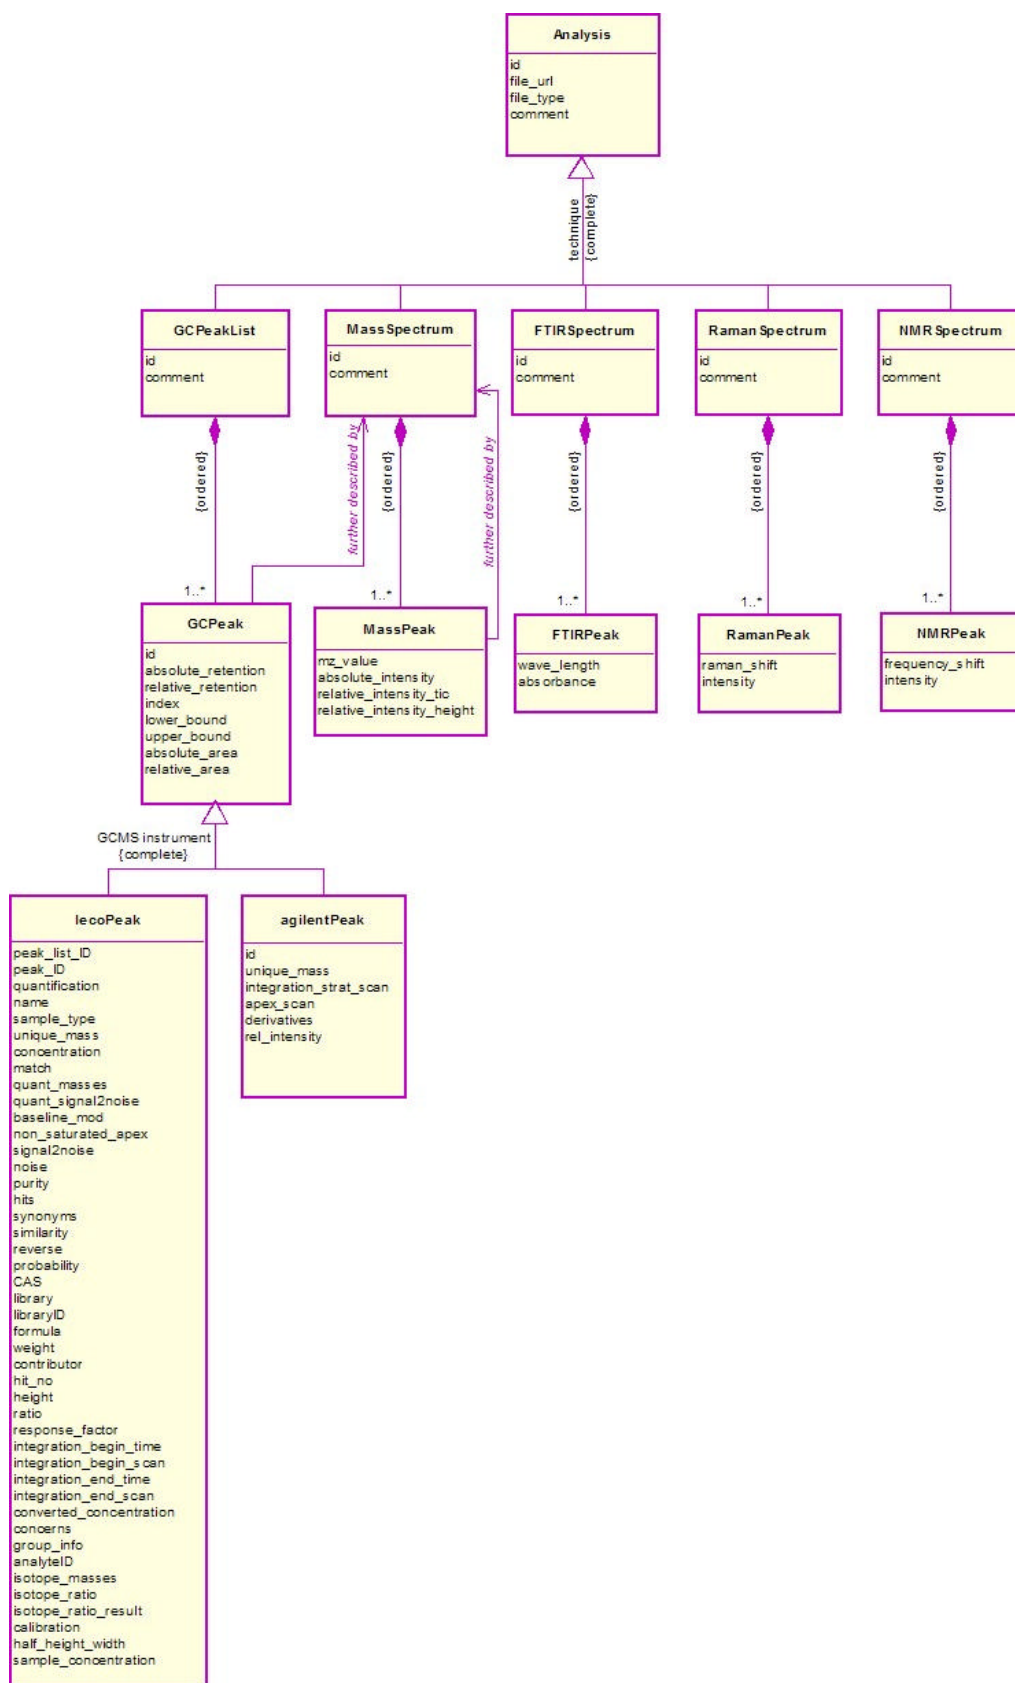 Analysis
id
file_url
file_type
comment
technique
{complete}
GCPeakList
id
comment
MassSpectrum
id
comment
FTIRSpectrum
id
comment
RamanSpectrum
id
comment
NMRSpectrum
id
comment
{ordered}
further described by
{ordered}
further described by
{ordered}
{ordered}
{ordered}
1..*
1..*
1..*
1..*
1..*
GCPeak
id
absolute_retention
relative_retention
index
lower_bound
upper_bound
absolute_area
relative_area
MassPeak
mz_value
absolute_intensity
relative_intensity_tic
relative_intensity_height
FTIRPeak
wave_length
absorbance
RamanPeak
raman_shift
intensity
NMRPeak
frequency_shift
intensity
GCMS instrument
{complete}
lecoPeak
peak_list_ID
peak_ID
quantification
name
sample_type
unique_mass
concentration
match
quant_masses
quant_signal2noise
baseline_mod
non_saturated_apex
signal2noise
noise
purity
hits
synonyms
similarity
reverse
probability
CAS
library
libraryID
formula
weight
contributor
hit_no
height
ratio
response_factor
integration_begin_time
integration_begin_scan
integration_end_time
integration_end_scan
converted_concentration
concerns
group_info
analyteID
isotope_masses
isotope_ratio
isotope_ratio_result
calibration
half_height_width
sample_concentration
agilentPeak
id
unique_mass
integration_strat_scan
apex_scan
derivatives
rel_intensity